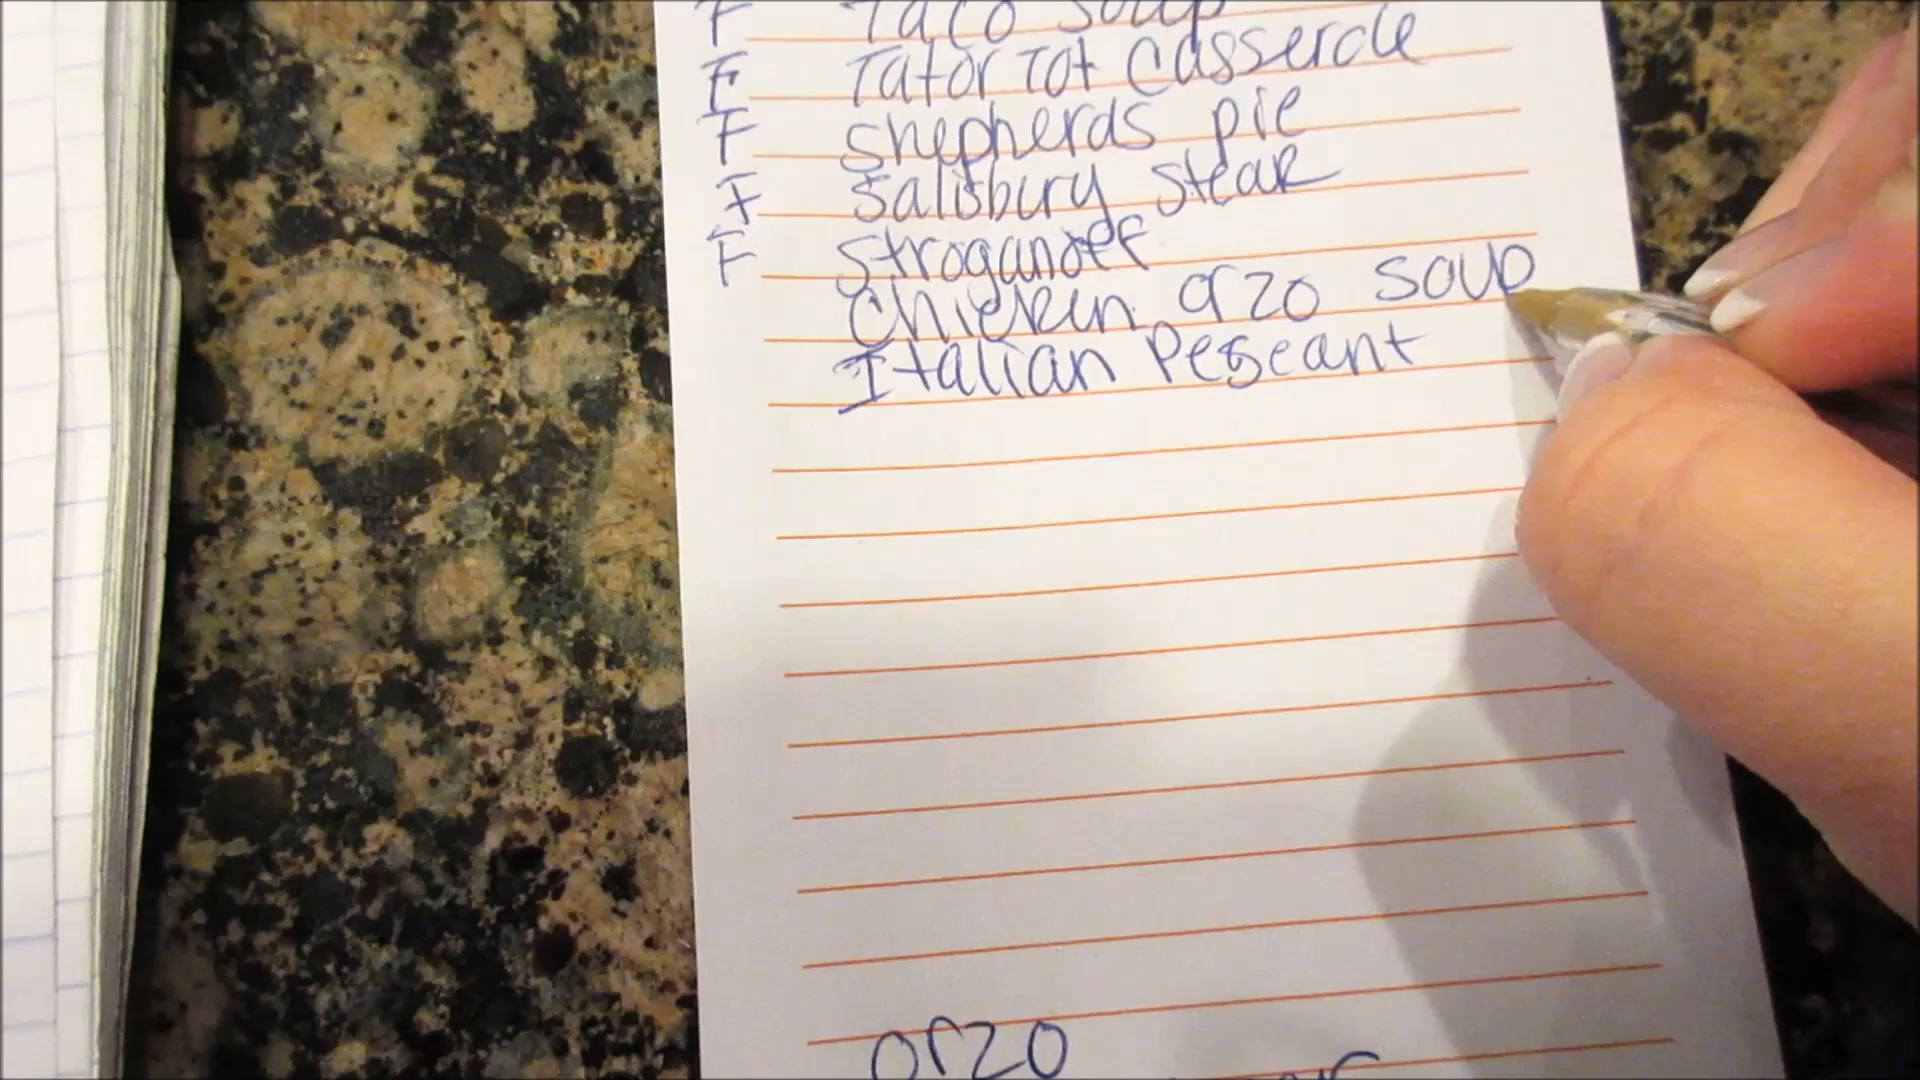 F Taco Soup
F Tator Tot Casserole
F Shepherds pie
F Salisbury Steak
F Stroganoff
Chicken orzo soup
Italian Peseant
orzo